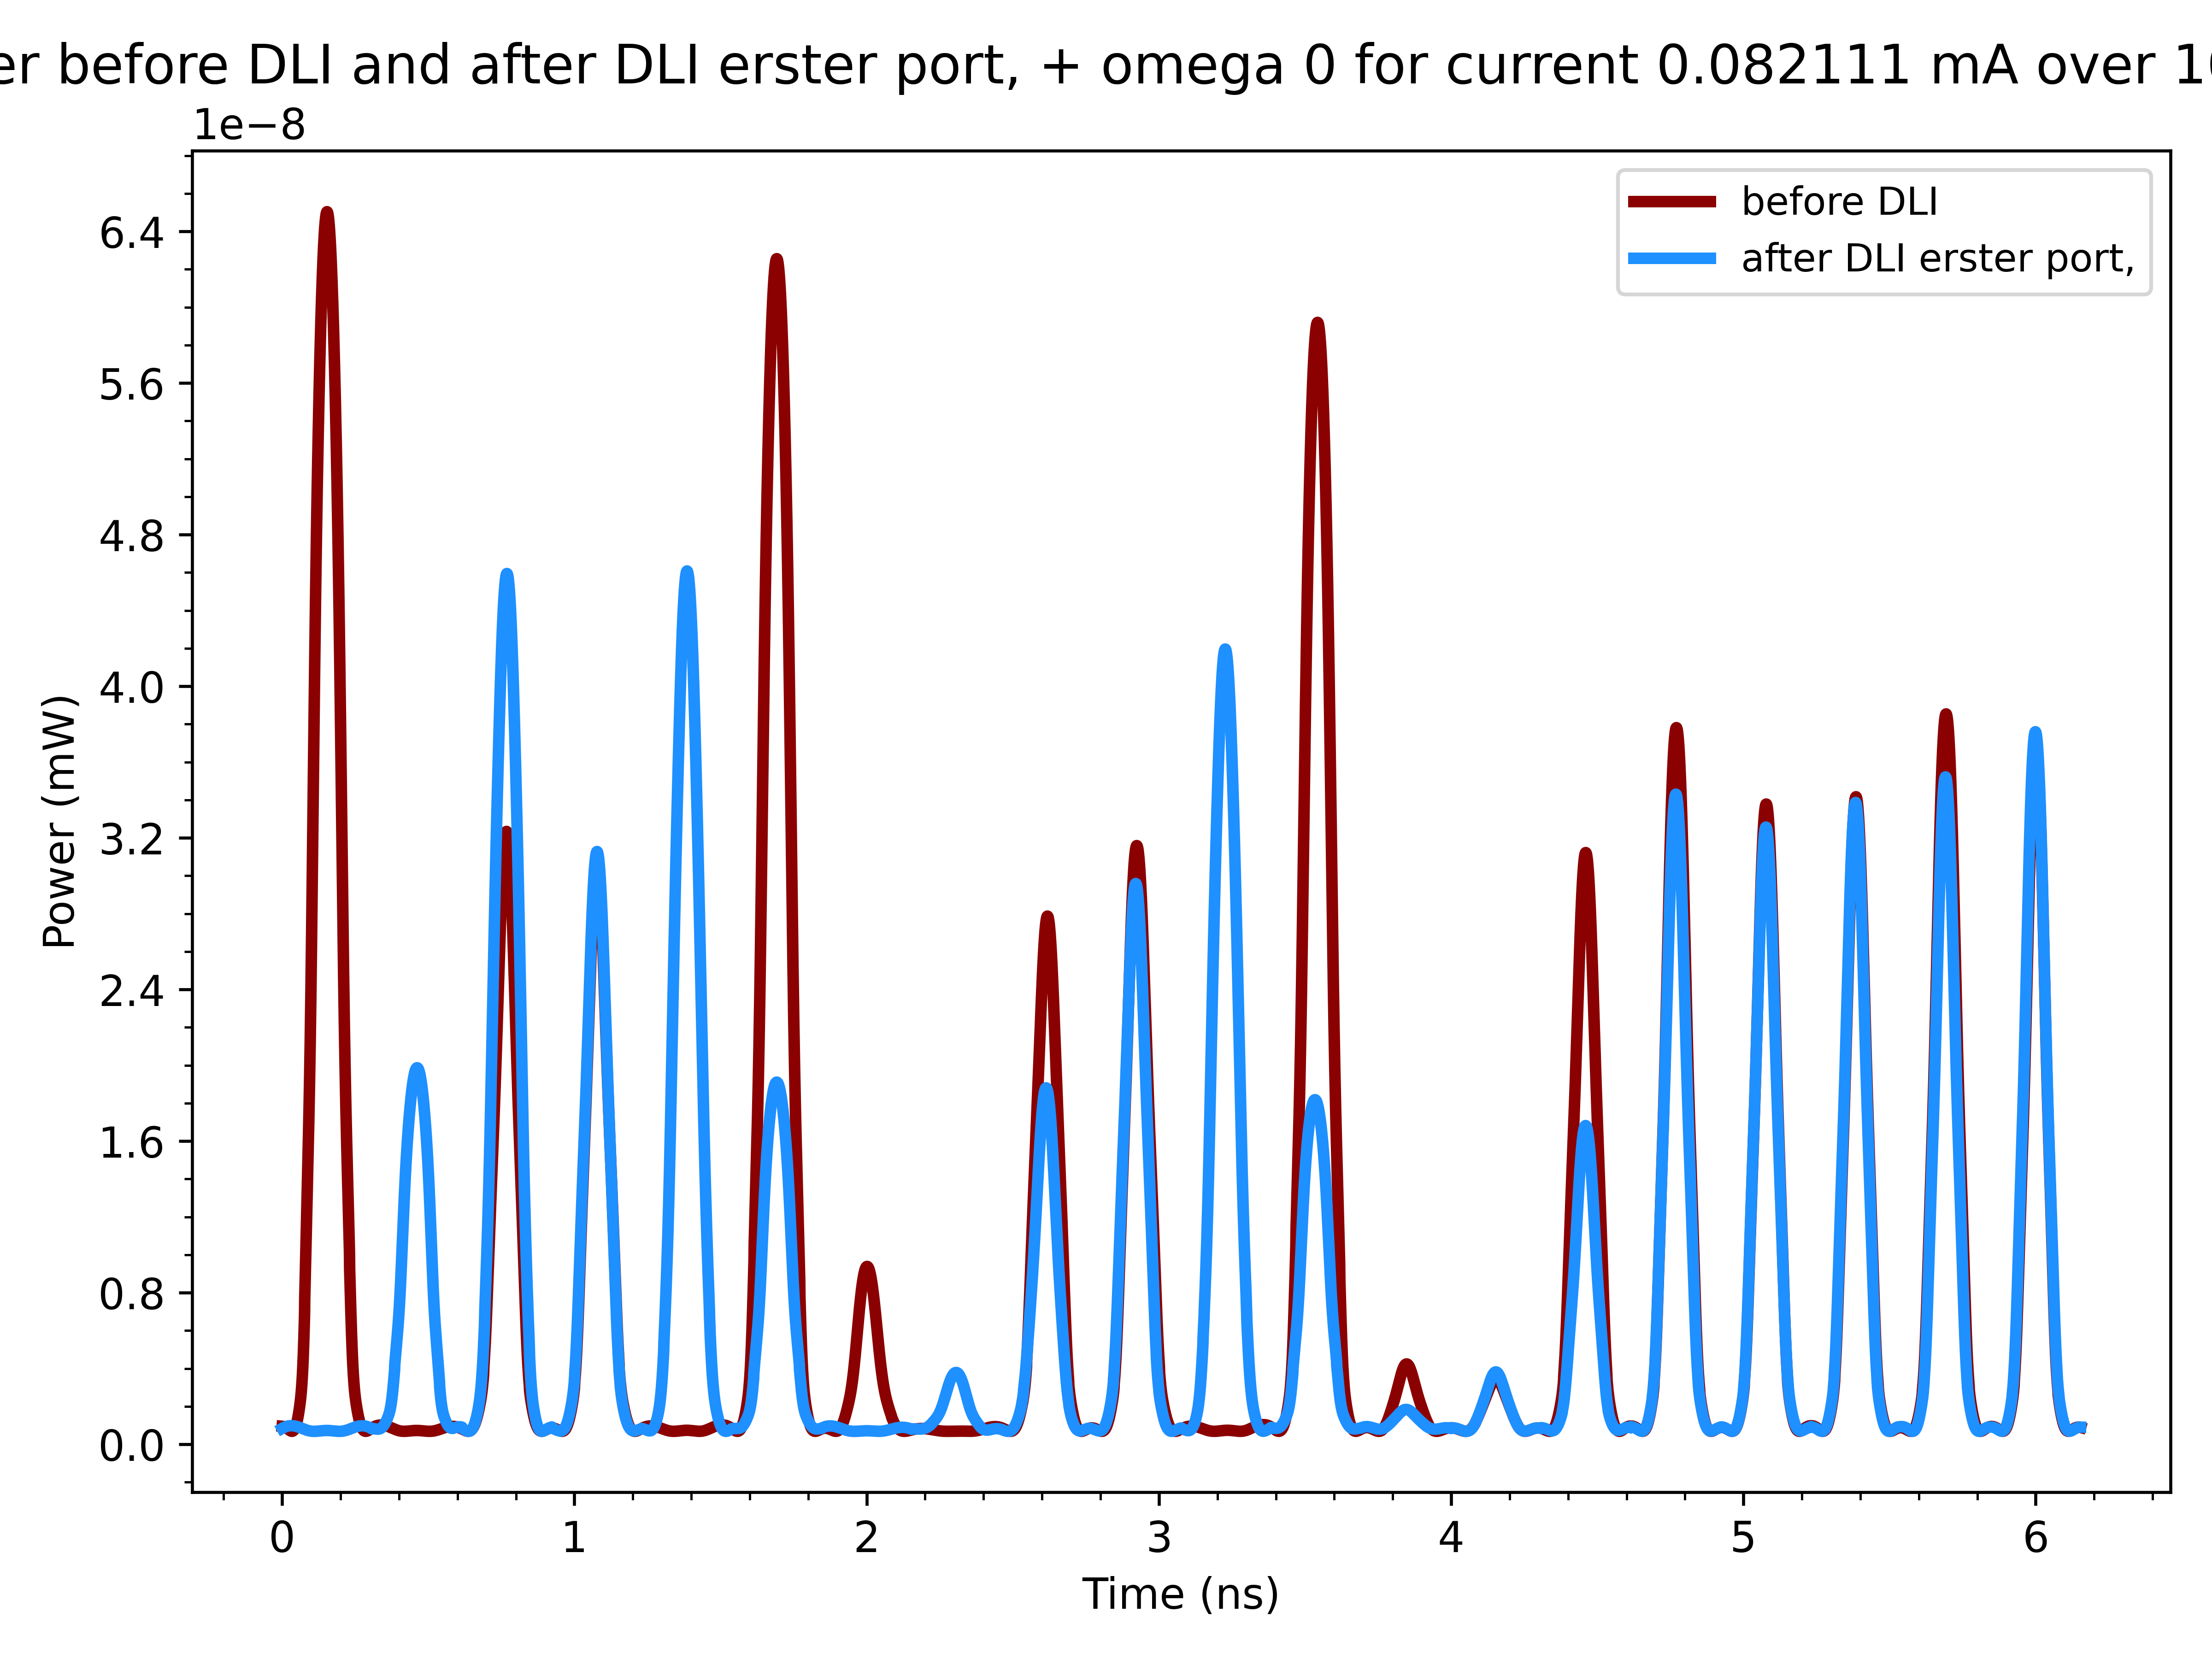 er before DLI and after DLI erster port, + omega 0 for current 0.082111 mA over 10
1e−8
before DLI
after DLI erster port,
6.4
5.6
4.8
4.0
3.2
2.4
1.6
0.8
0.0
Power (mW)
0 1 2 3 4 5 6
Time (ns)